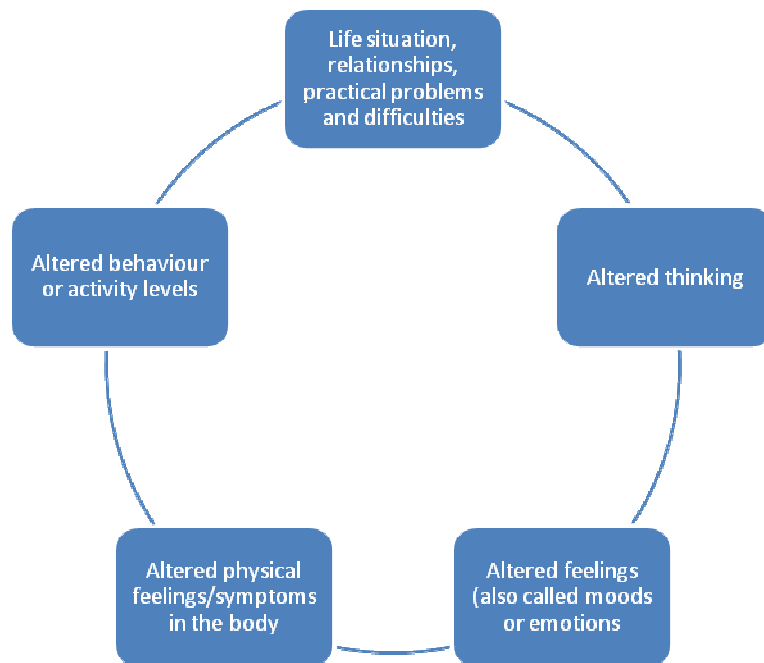 Life situation,
relationships,
practical problems
and difficulties
Altered thinking
Altered feelings
(also called moods
or emotions
Altered physical
feelings/symptoms
in the body
Altered behaviour
or activity levels